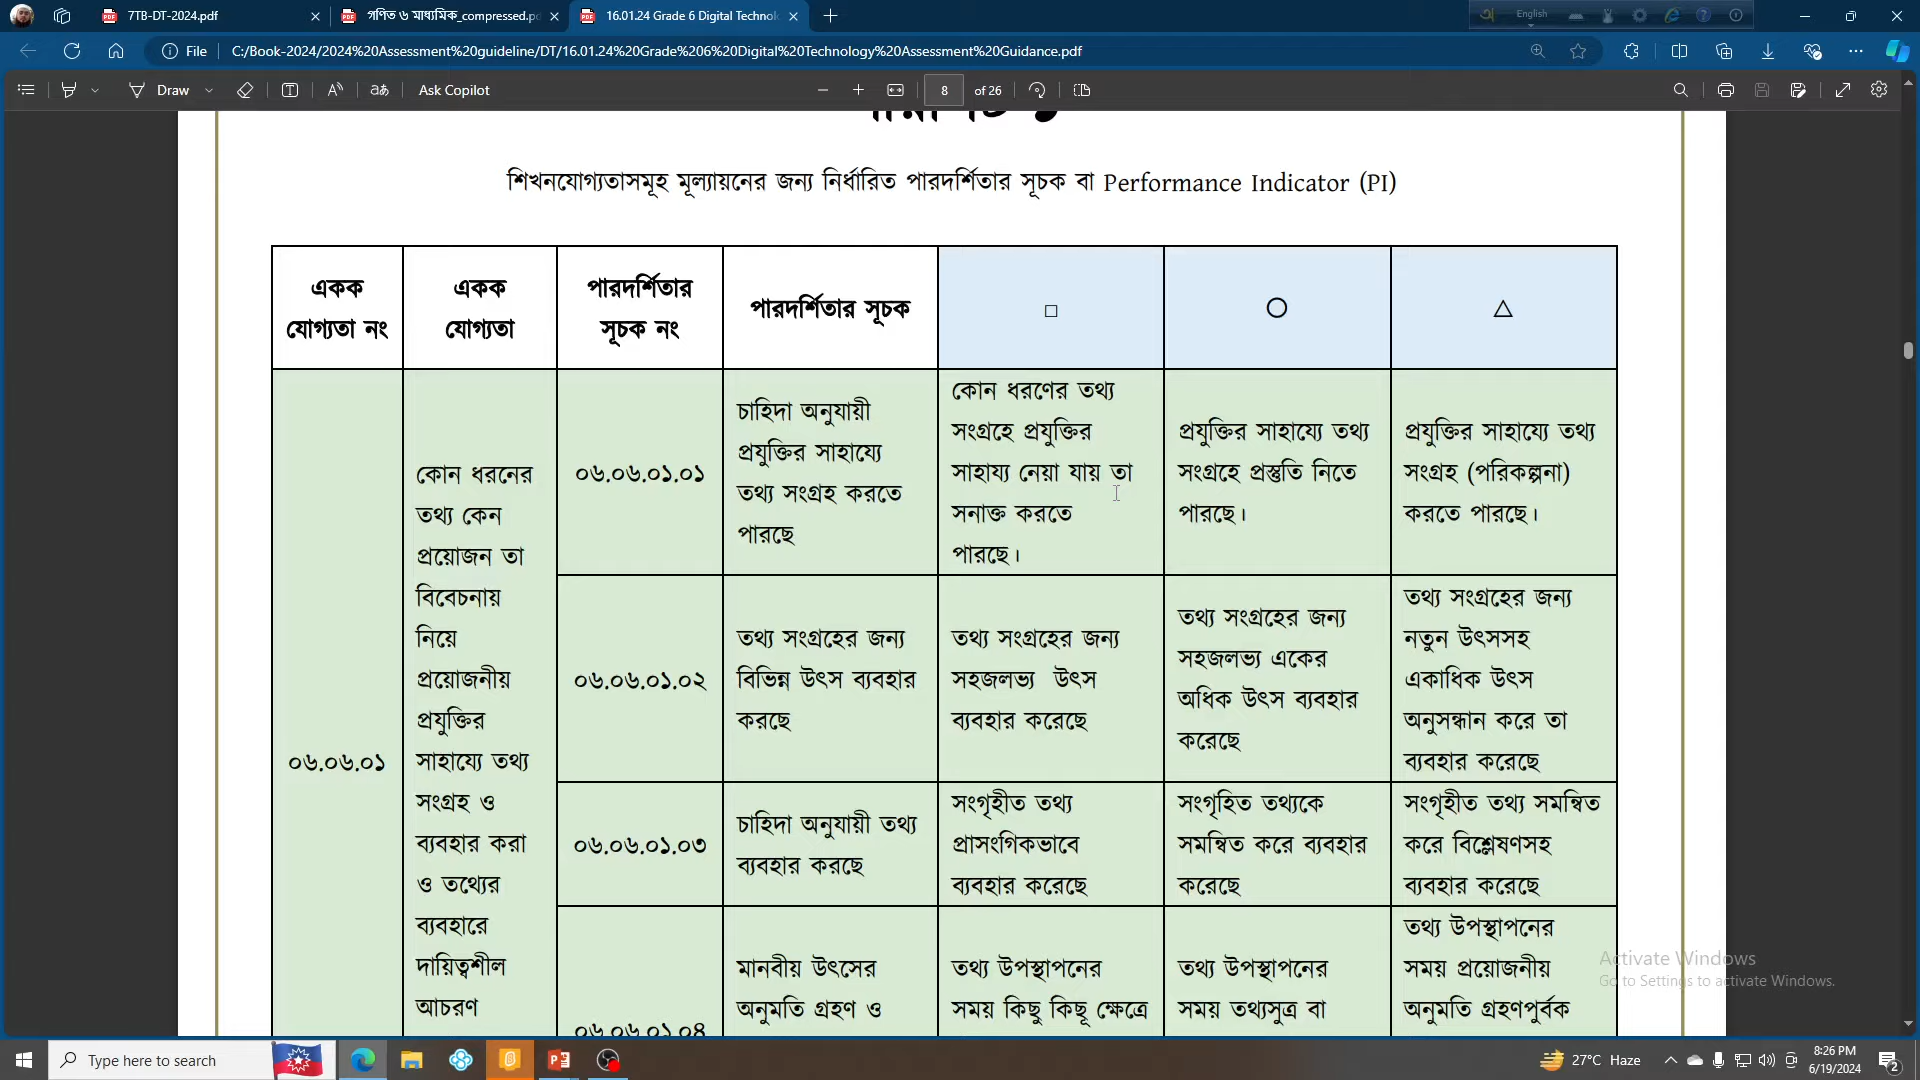 7TB-DT-2024.pdf
গণিত ৬ মাধ্যমিক_compressed.pd
16.01.24 Grade 6 Digital Technolo
English
File
C:/Book-2024/2024%20Assessment%20guideline/DT/16.01.24%20Grade%206%20Digital%20Technology%20Assessment%20Guidance.pdf
Draw
Ask Copilot
8
of 26
শিখনযোগ্যতাসমূহ মূল্যায়নের জন্য নির্ধারিত পারদর্শিতার সূচক বা Performance Indicator (PI)
একক
যোগ্যতা নং
একক
যোগ্যতা
পারদর্শিতার
সূচক নং
পারদর্শিতার সূচক
□
○
△
০৬.০৬.০১
কোন ধরনের
তথ্য কেন
প্রয়োজন তা
বিবেচনায়
নিয়ে
প্রয়োজনীয়
প্রযুক্তির
সাহায্যে তথ্য
সংগ্রহ ও
ব্যবহার করা
ও তথ্যের
ব্যবহারে
দায়িত্বশীল
আচরণ
০৬.০৬.০১.০১
চাহিদা অনুযায়ী
প্রযুক্তির সাহায্যে
তথ্য সংগ্রহ করতে
পারছে
কোন ধরণের তথ্য
সংগ্রহে প্রযুক্তির
সাহায্য নেয়া যায় তা
সনাক্ত করতে
পারছে।
প্রযুক্তির সাহায্যে তথ্য
সংগ্রহে প্রস্তুতি নিতে
পারছে।
প্রযুক্তির সাহায্যে তথ্য
সংগ্রহ (পরিকল্পনা)
করতে পারছে।
০৬.০৬.০১.০২
তথ্য সংগ্রহের জন্য
বিভিন্ন উৎস ব্যবহার
করছে
তথ্য সংগ্রহের জন্য
সহজলভ্য উৎস
ব্যবহার করেছে
তথ্য সংগ্রহের জন্য
সহজলভ্য একের
অধিক উৎস ব্যবহার
করেছে
তথ্য সংগ্রহের জন্য
নতুন উৎসসহ
একাধিক উৎস
অনুসন্ধান করে তা
ব্যবহার করেছে
০৬.০৬.০১.০৩
চাহিদা অনুযায়ী তথ্য
ব্যবহার করছে
সংগৃহীত তথ্য
প্রাসংগিকভাবে
ব্যবহার করেছে
সংগৃহিত তথ্যকে
সমন্বিত করে ব্যবহার
করেছে
সংগৃহীত তথ্য সমন্বিত
করে বিশ্লেষণসহ
ব্যবহার করেছে
০৬.০৬.০১.০৪
মানবীয় উৎসের
অনুমতি গ্রহণ ও
তথ্য উপস্থাপনের
সময় কিছু কিছূ ক্ষেত্রে
তথ্য উপস্থাপনের
সময় তথ্যসুত্র বা
তথ্য উপস্থাপনের
সময় প্রয়োজনীয়
অনুমতি গ্রহণপুর্বক
Activate Windows
Go to Settings to activate Windows.
Type here to search
27°C Haze
8:26 PM
6/19/2024
2